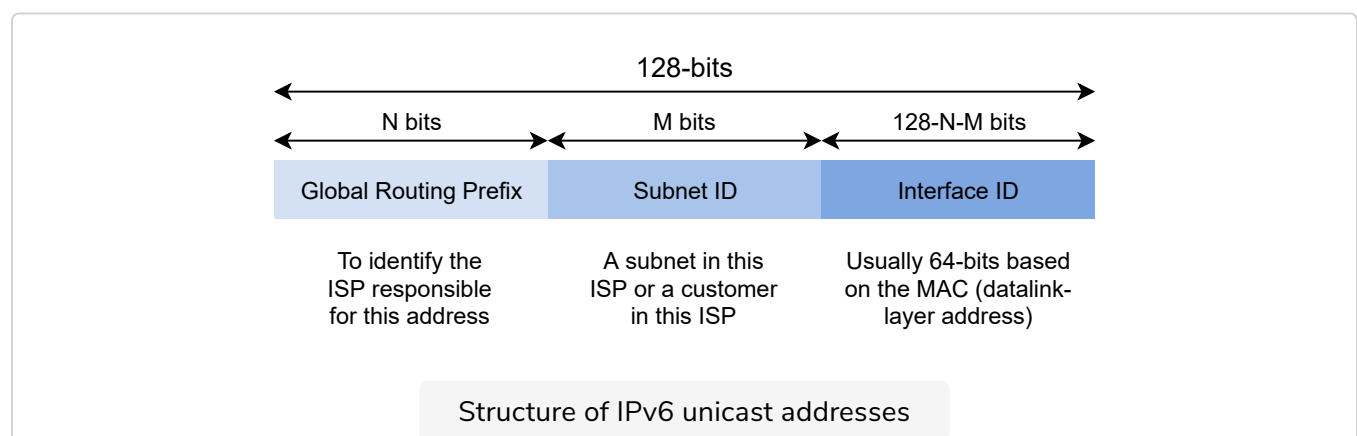 128-bits
N bits
M bits
128-N-M bits
Global Routing Prefix
Subnet ID
Interface ID
To identify the
ISP responsible
for this address
A subnet in this
ISP or a customer
in this ISP
Usually 64-bits based
on the MAC (datalink-
layer address)
Structure of IPv6 unicast addresses